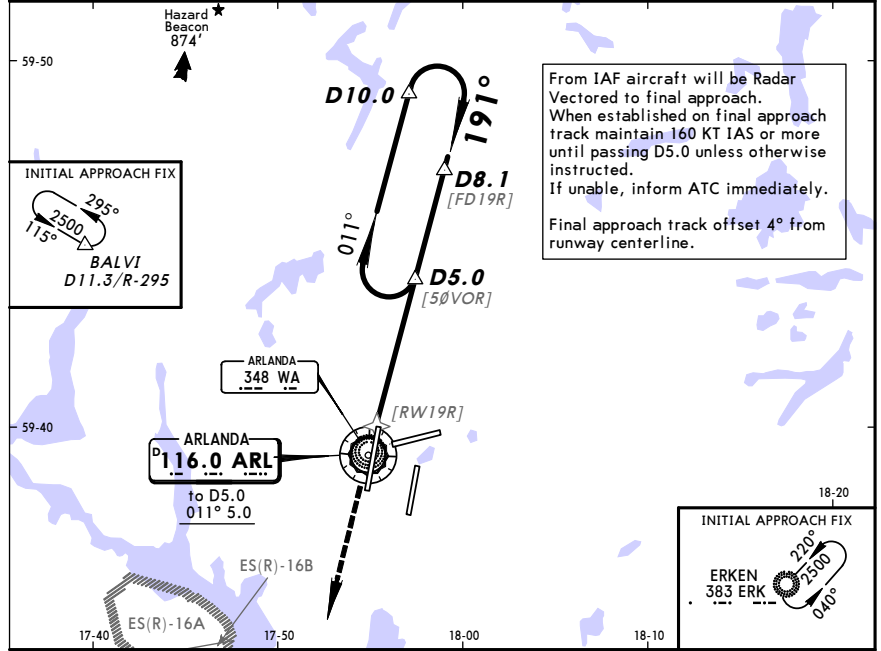 Hazard
Beacon
874'
59-50
D10.0
191°
From IAF aircraft will be Radar
Vectored to final approach.
When established on final approach
track maintain 160 KT IAS or more
until passing D5.0 unless otherwise
instructed.
If unable, inform ATC immediately.
Final approach track offset 4° from
runway centerline.
INITIAL APPROACH FIX
295°
2500
115°
BALVI
D11.3/R-295
D8.1
[FD19R]
011°
D5.0
[5ØVOR]
ARLANDA
348 WA
[RW19R]
59-40
ARLANDA
D116.0 ARL
to D5.0
011° 5.0
18-20
INITIAL APPROACH FIX
220°
2500
ERKEN
383 ERK
040°
ES(R)-16B
ES(R)-16A
17-40
17-50
18-00
18-10